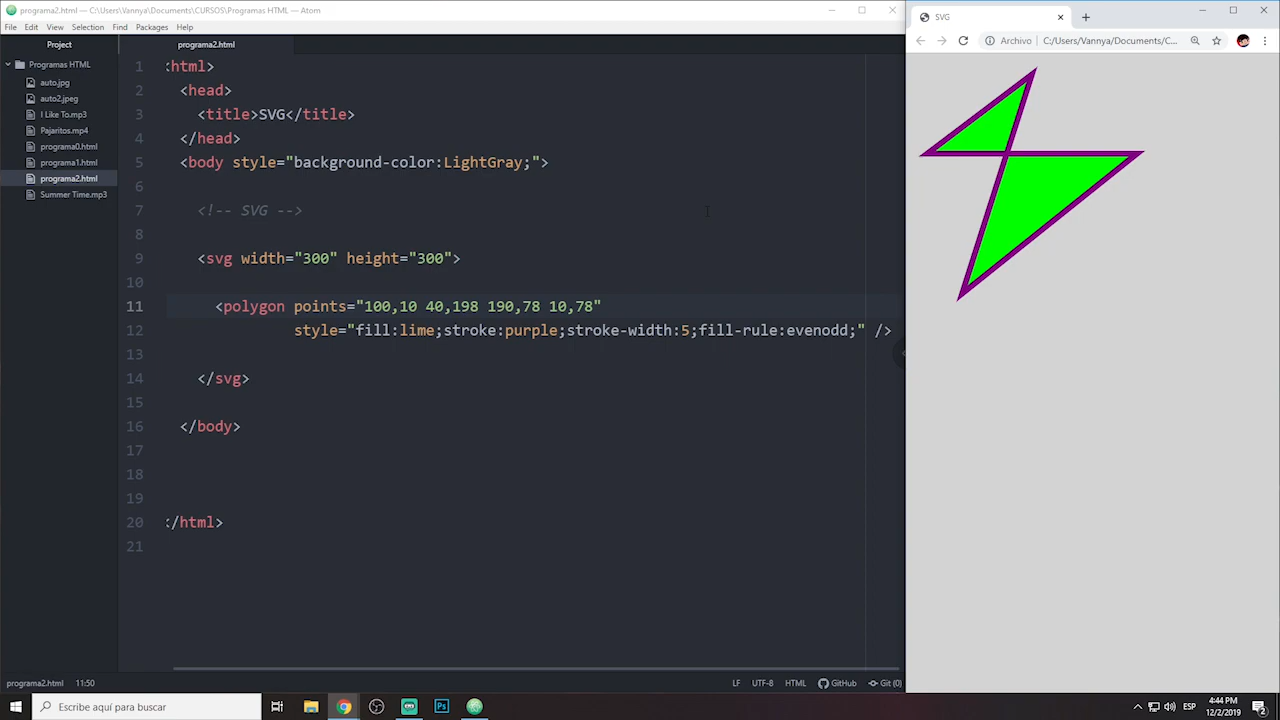 programa2.html — C:\Users\Vannya\Documents\CURSOS\Programas HTML — Atom
File Edit View Selection Find Packages Help
Project
Programas HTML
auto.jpg
auto2.jpeg
I Like To.mp3
Pajaritos.mp4
programa0.html
programa1.html
programa2.html
Summer Time.mp3
programa2.html
1 <html>
2 <head>
3 <title>SVG</title>
4 </head>
5 <body style="background-color:LightGray;">
6
7 <!-- SVG -->
8
9 <svg width="300" height="300">
10
11 <polygon points="100,10 40,198 190,78 10,78"
12 style="fill:lime;stroke:purple;stroke-width:5;fill-rule:evenodd;" />
13
14 </svg>
15
16 </body>
17
18
19
20 </html>
21
programa2.html 11:50
LF UTF-8 HTML GitHub Git (0)
SVG
Archivo C:/Users/Vannya/Documents/C...
Escribe aquí para buscar
Ps
ESP
4:44 PM
12/2/2019
2